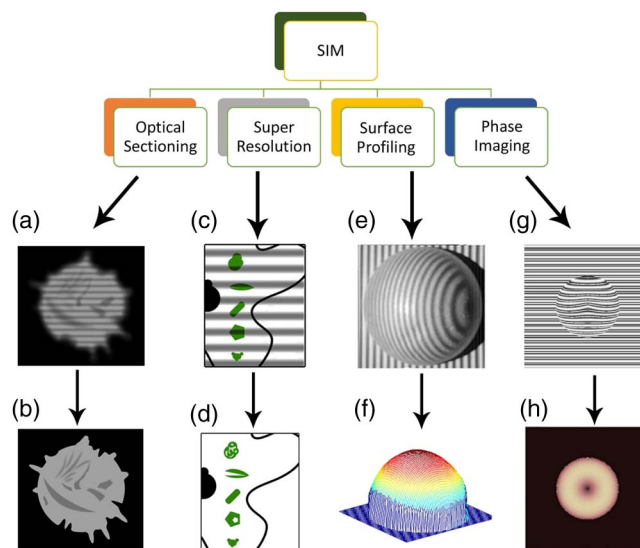 SIM
Optical
Sectioning
Super
Resolution
Surface
Profiling
Phase
Imaging
(a)
(c)
(e)
(g)
(b)
(d)
(f)
(h)